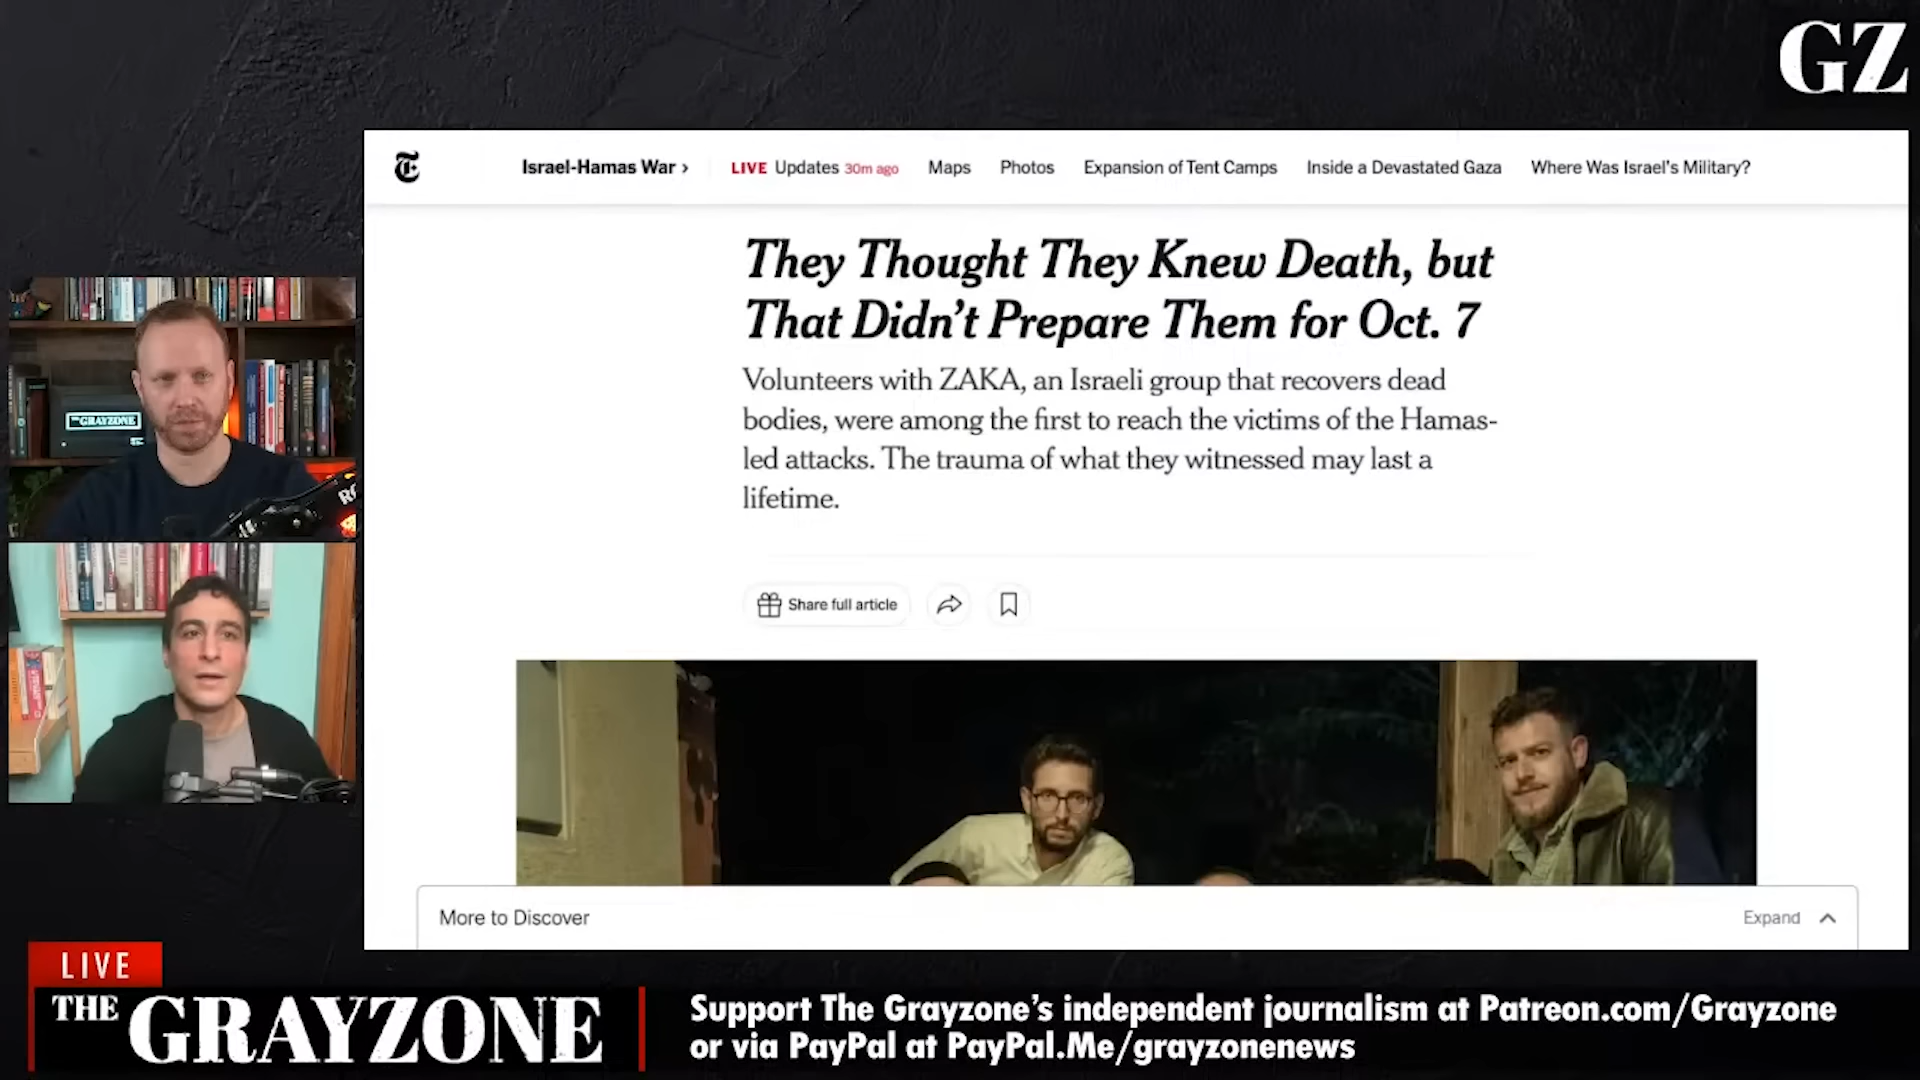 GZ
Israel-Hamas War ›
LIVE Updates 30m ago
Maps
Photos
Expansion of Tent Camps
Inside a Devastated Gaza
Where Was Israel's Military?
They Thought They Knew Death, but
That Didn't Prepare Them for Oct. 7
Volunteers with ZAKA, an Israeli group that recovers dead
bodies, were among the first to reach the victims of the Hamas-
led attacks. The trauma of what they witnessed may last a
lifetime.
Share full article
THE GRAYZONE
More to Discover
Expand
LIVE
THE GRAYZONE
Support The Grayzone's independent journalism at Patreon.com/Grayzone
or via PayPal at PayPal.Me/grayzonenews